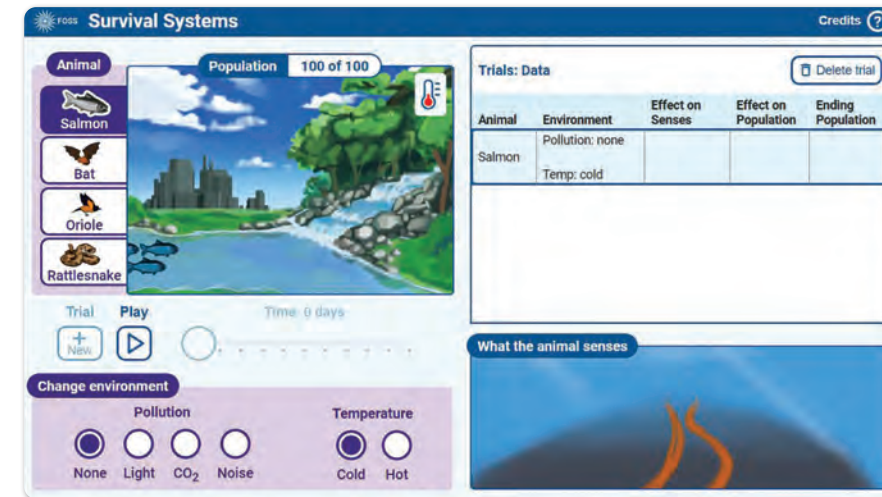 FOSS Survival Systems
Credits ?
Animal
Salmon
Bat
Oriole
Rattlesnake
Population 100 of 100
Trial
New
Play
Time: 0 days
Change environment
Pollution
None Light CO₂ Noise
Temperature
Cold Hot
Trials: Data
Delete trial
Animal Environment Effect on Senses Effect on Population Ending Population
Salmon Pollution: none
Temp: cold
What the animal senses